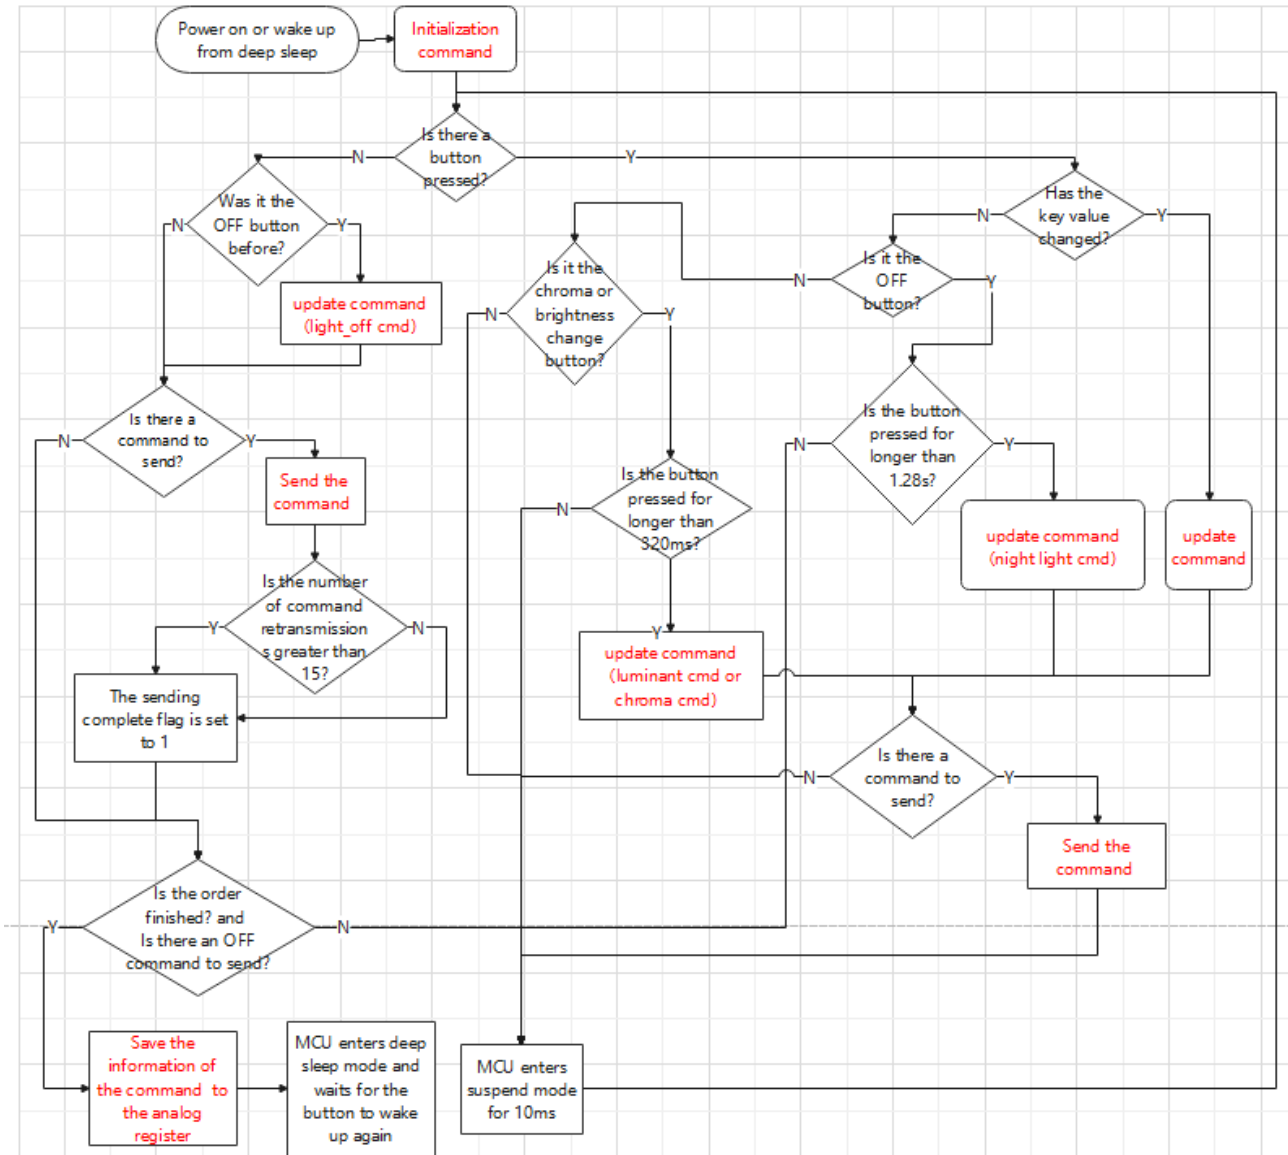 Power on or wake up
from deep sleep
Initialization
command
Is there a
button
pressed?
N
Y
Was it the
OFF button
before?
N
Y
Has the
key value
changed?
N
Y
Is it the
OFF
button?
N
Y
Is it the
chroma or
brightness
change
button?
N
Y
update command
(light_off cmd)
Is there a
command to
send?
N
Y
Is the button
pressed for
longer than
1.28s?
N
Y
Send the
command
Is the button
pressed for
longer than
320ms?
N
Y
update command
(night light cmd)
update
command
Is the number
of command
retransmission
s greater than
15?
Y
N
update command
(luminant cmd or
chroma cmd)
The sending
complete flag is set
to 1
Is there a
command to
send?
N
Y
Send the
command
Is the order
finished? and
Is there an OFF
command to send?
Y
N
Save the
information of
the command to
the analog
register
MCU enters deep
sleep mode and
waits for the
button to wake
up again
MCU enters
suspend mode
for 10ms